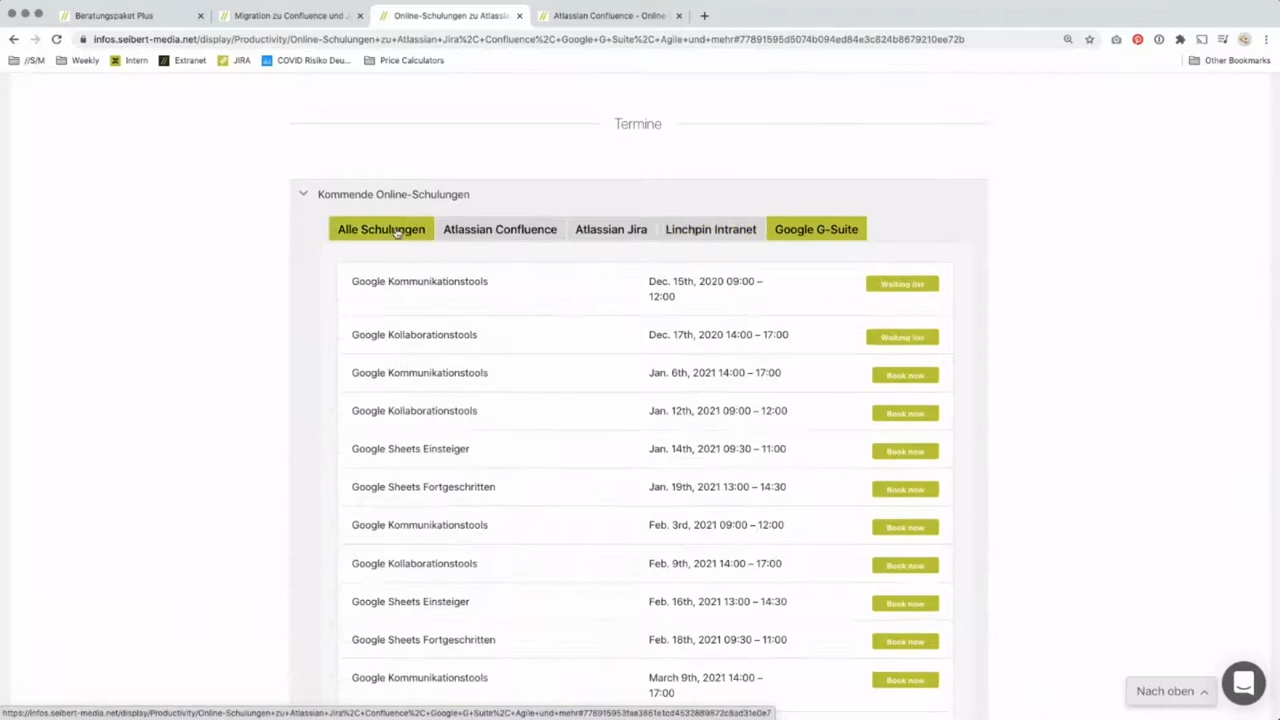 Beratungspaket Plus
Migration zu Confluence und J
Online-Schulungen zu Atlassia
Atlassian Confluence - Online
infos.seibert-media.net/display/Productivity/Online-Schulungen+zu+Atlassian+Jira%2C+Confluence%2C+Google+G+Suite%2C+Agile+und+mehr#77891595d5074b094ed84e3c824b8679210ee72b
//S/M
Weekly
Intern
Extranet
JIRA
COVID Risiko Deu...
Price Calculators
Other Bookmarks
Termine
Kommende Online-Schulungen
Alle Schulungen
Atlassian Confluence
Atlassian Jira
Linchpin Intranet
Google G-Suite
Google Kommunikationstools
Dec. 15th, 2020 09:00 –
12:00
Waiting list
Google Kollaborationstools
Dec. 17th, 2020 14:00 – 17:00
Waiting list
Google Kommunikationstools
Jan. 6th, 2021 14:00 – 17:00
Book now
Google Kollaborationstools
Jan. 12th, 2021 09:00 – 12:00
Book now
Google Sheets Einsteiger
Jan. 14th, 2021 09:30 – 11:00
Book now
Google Sheets Fortgeschritten
Jan. 19th, 2021 13:00 – 14:30
Book now
Google Kommunikationstools
Feb. 3rd, 2021 09:00 – 12:00
Book now
Google Kollaborationstools
Feb. 9th, 2021 14:00 – 17:00
Book now
Google Sheets Einsteiger
Feb. 16th, 2021 13:00 – 14:30
Book now
Google Sheets Fortgeschritten
Feb. 18th, 2021 09:30 – 11:00
Book now
Google Kommunikationstools
March 9th, 2021 14:00 –
17:00
Book now
Nach oben